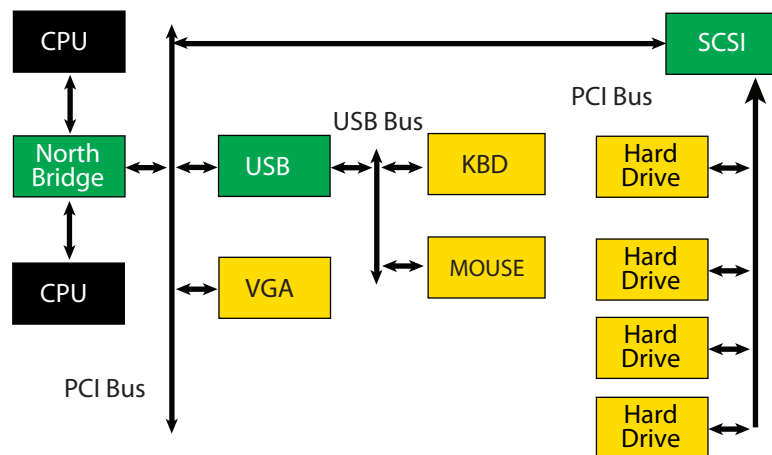 CPU
SCSI
PCI Bus
USB Bus
North
Bridge
USB
KBD
Hard
Drive
CPU
VGA
MOUSE
Hard
Drive
Hard
Drive
PCI Bus
Hard
Drive